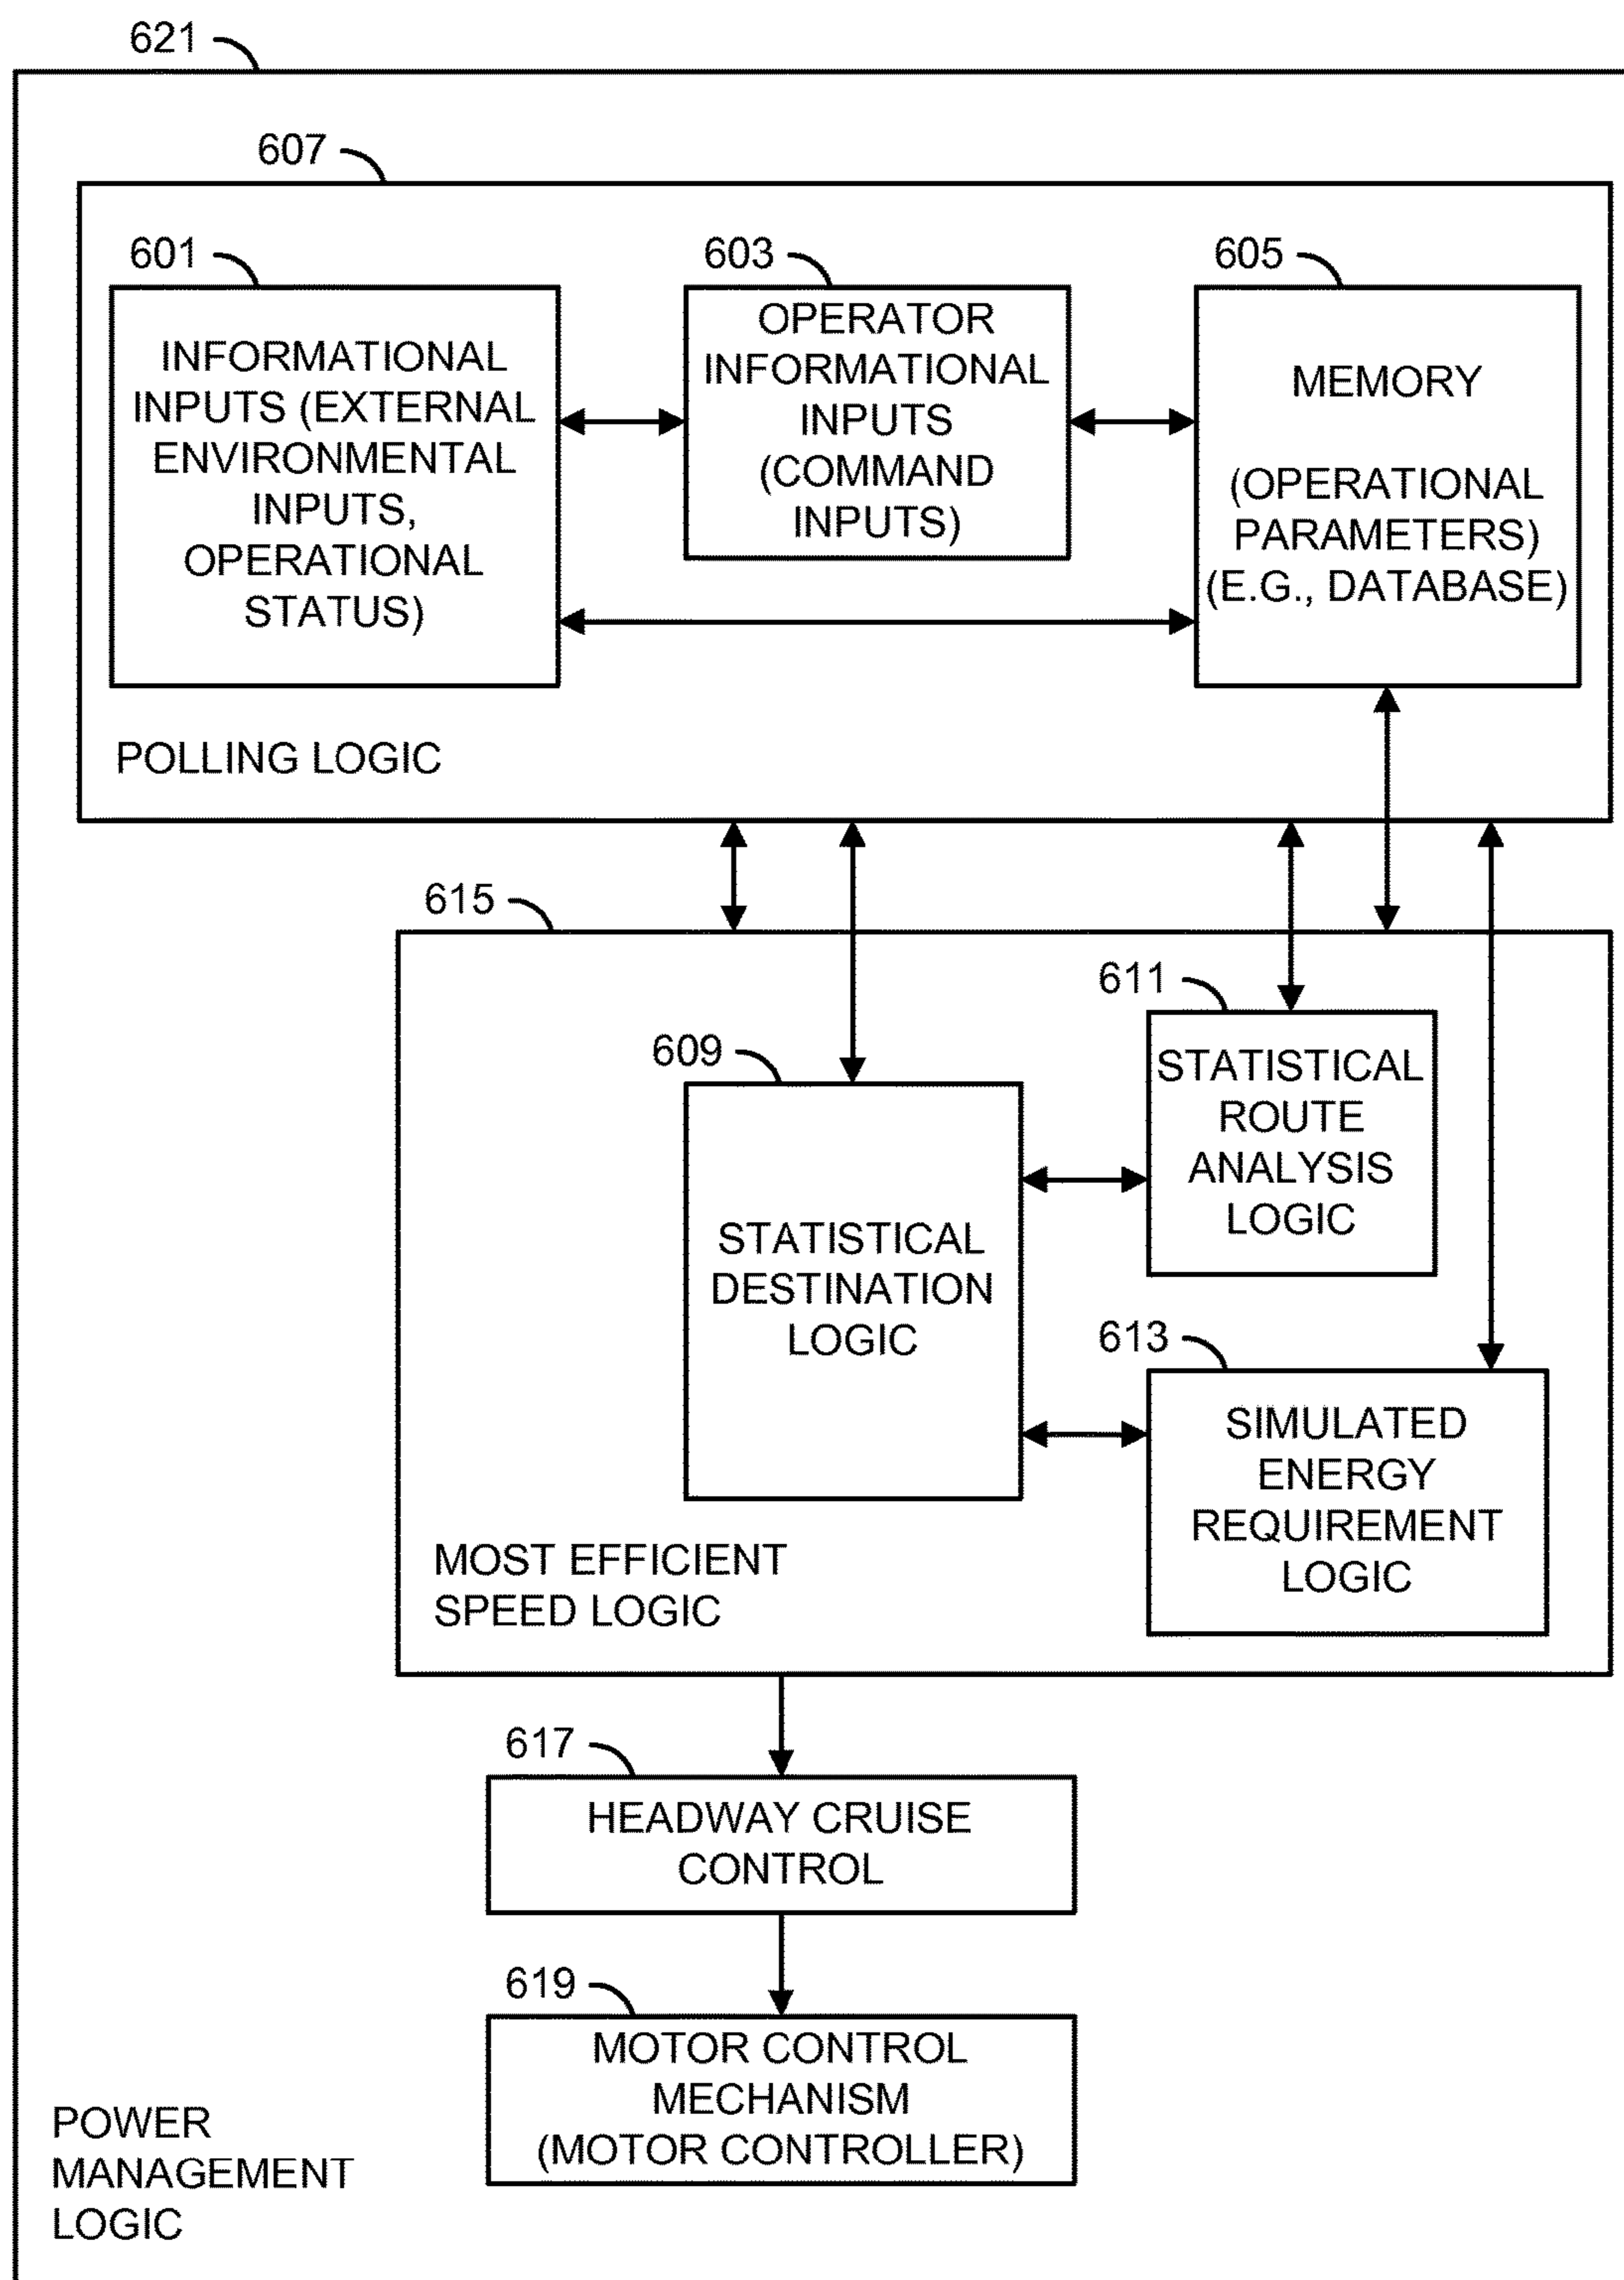 621
607
601
603
605
INFORMATIONAL
INPUTS (EXTERNAL
ENVIRONMENTAL
INPUTS,
OPERATIONAL
STATUS)
OPERATOR
INFORMATIONAL
INPUTS
(COMMAND
INPUTS)
MEMORY
(OPERATIONAL
PARAMETERS)
(E.G., DATABASE)
POLLING LOGIC
615
609
611
STATISTICAL
DESTINATION
LOGIC
STATISTICAL
ROUTE
ANALYSIS
LOGIC
613
SIMULATED
ENERGY
REQUIREMENT
LOGIC
MOST EFFICIENT
SPEED LOGIC
617
HEADWAY CRUISE
CONTROL
619
MOTOR CONTROL
MECHANISM
(MOTOR CONTROLLER)
POWER
MANAGEMENT
LOGIC